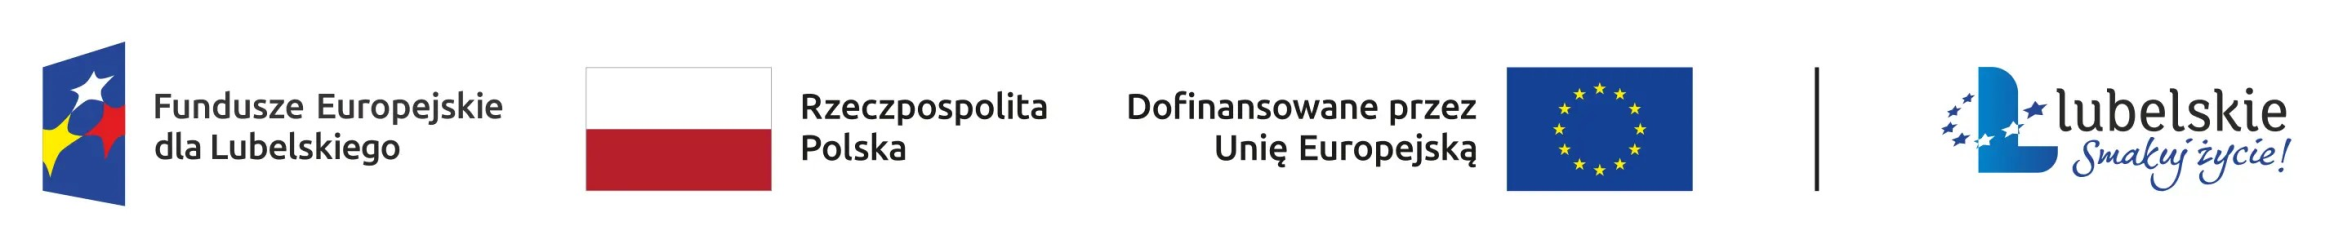 Fundusze Europejskie
dla Lubelskiego
Rzeczpospolita
Polska
Dofinansowane przez
Unię Europejską
lubelskie
Smakuj życie!